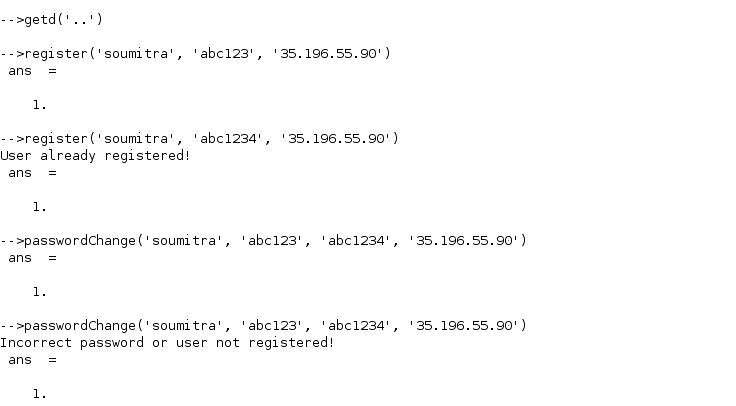 -->getd('..')
-->register('soumitra', 'abc123', '35.196.55.90')
ans  =
1.
-->register('soumitra', 'abc1234', '35.196.55.90')
User already registered!
ans  =
1.
-->passwordChange('soumitra', 'abc123', 'abc1234', '35.196.55.90')
ans  =
1.
-->passwordChange('soumitra', 'abc123', 'abc1234', '35.196.55.90')
Incorrect password or user not registered!
ans  =
1.